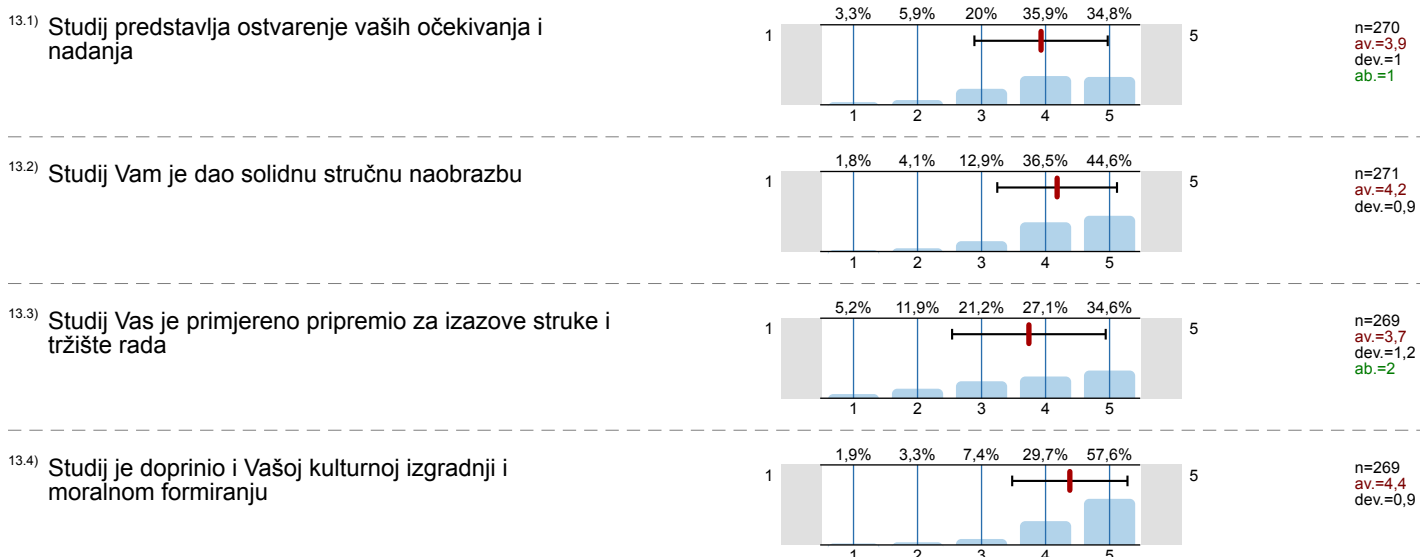 13.1) Studij predstavlja ostvarenje vaših očekivanja i
nadanja
3,3% 5,9% 20% 35,9% 34,8%
1 5
1 2 3 4 5
n=270
av.=3,9
dev.=1
ab.=1
13.2) Studij Vam je dao solidnu stručnu naobrazbu
1,8% 4,1% 12,9% 36,5% 44,6%
1 5
1 2 3 4 5
n=271
av.=4,2
dev.=0,9
13.3) Studij Vas je primjereno pripremio za izazove struke i
tržište rada
5,2% 11,9% 21,2% 27,1% 34,6%
1 5
1 2 3 4 5
n=269
av.=3,7
dev.=1,2
ab.=2
13.4) Studij je doprinio i Vašoj kulturnoj izgradnji i
moralnom formiranju
1,9% 3,3% 7,4% 29,7% 57,6%
1 5
1 2 3 4 5
n=269
av.=4,4
dev.=0,9